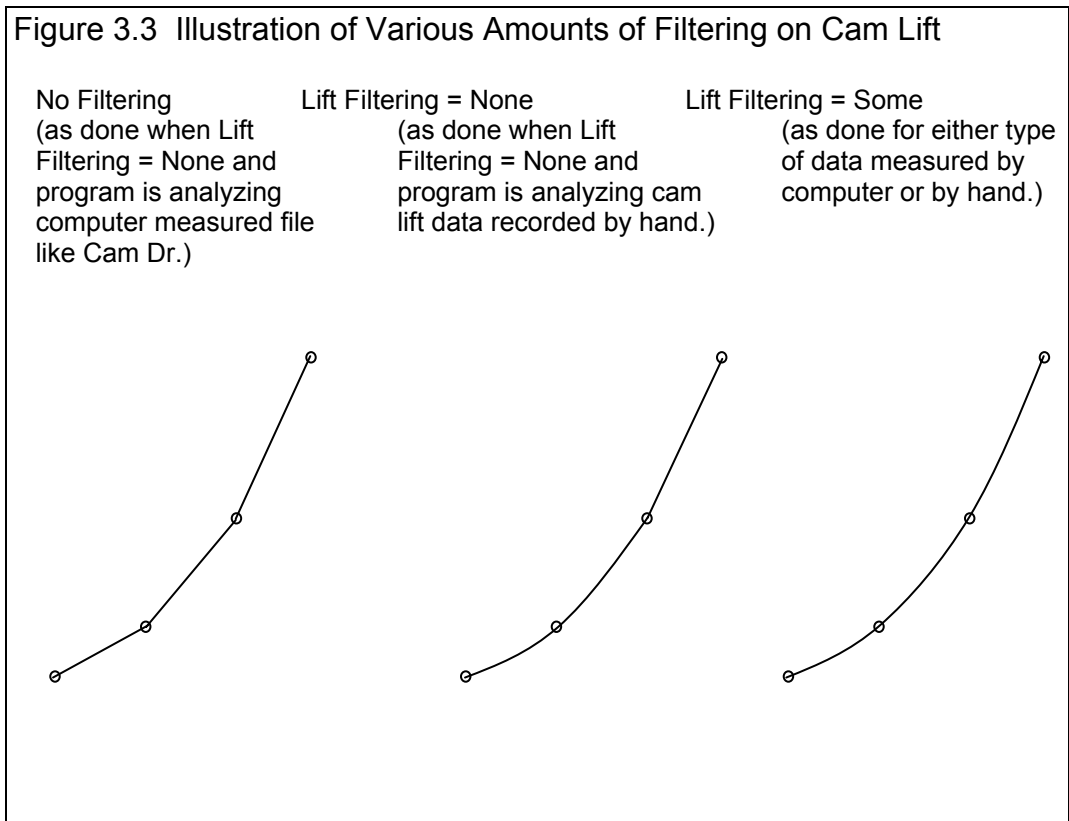 Figure 3.3 Illustration of Various Amounts of Filtering on Cam Lift
No Filtering
(as done when Lift
Filtering = None and
program is analyzing
computer measured file
like Cam Dr.)
Lift Filtering = None
(as done when Lift
Filtering = None and
program is analyzing cam
lift data recorded by hand.)
Lift Filtering = Some
(as done for either type
of data measured by
computer or by hand.)